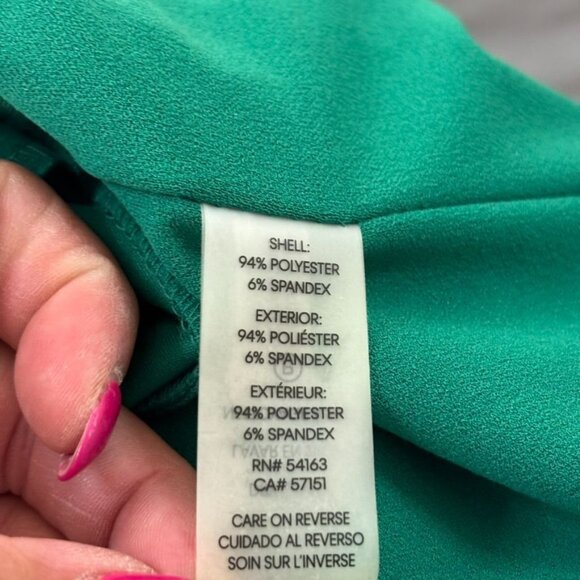 SHELL:
94% POLYESTER
6% SPANDEX
EXTERIOR:
94% POLIÉSTER
6% SPANDEX
EXTÉRIEUR:
94% POLYESTER
6% SPANDEX
RN# 54163
CA# 57151
CARE ON REVERSE
CUIDADO AL REVERSO
SOIN SUR L'INVERSE